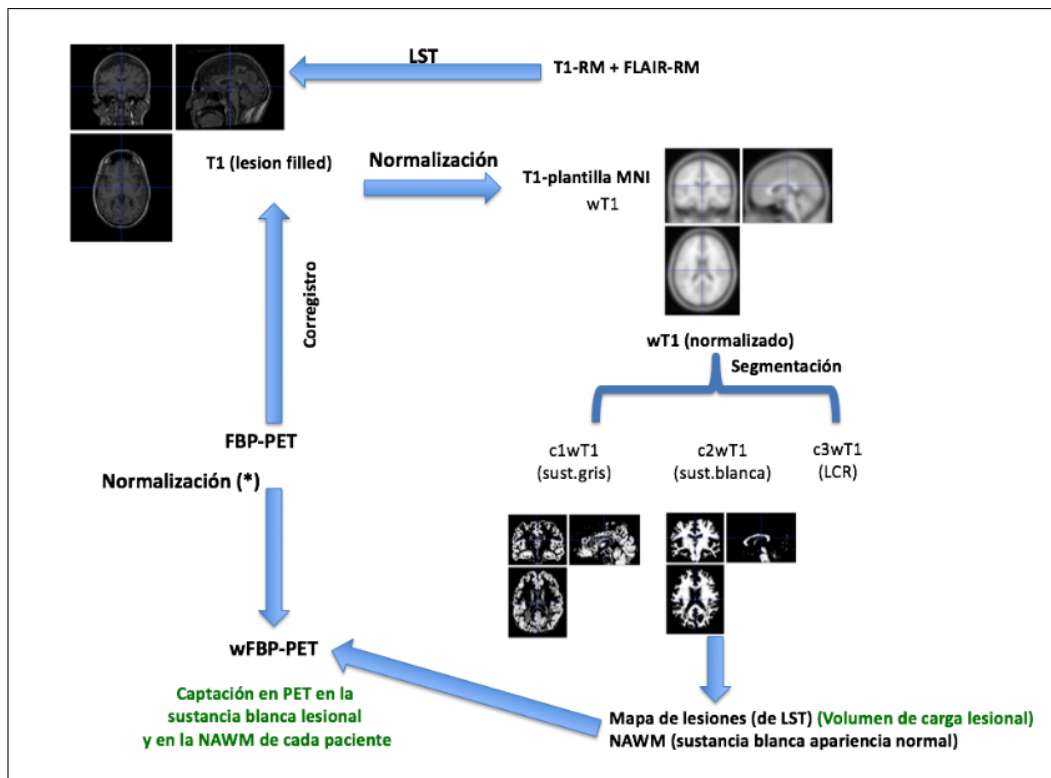 LST
T1-RM + FLAIR-RM
T1 (lesion filled)
Normalización
T1-plantilla MNI
wT1
Corregistro
wT1 (normalizado)
Segmentación
FBP-PET
c1wT1
(sust.gris)
c2wT1
(sust.blanca)
c3wT1
(LCR)
Normalización (*)
wFBP-PET
Captación en PET en la
sustancia blanca lesional
y en la NAWM de cada paciente
Mapa de lesiones (de LST) (Volumen de carga lesional)
NAWM (sustancia blanca apariencia normal)